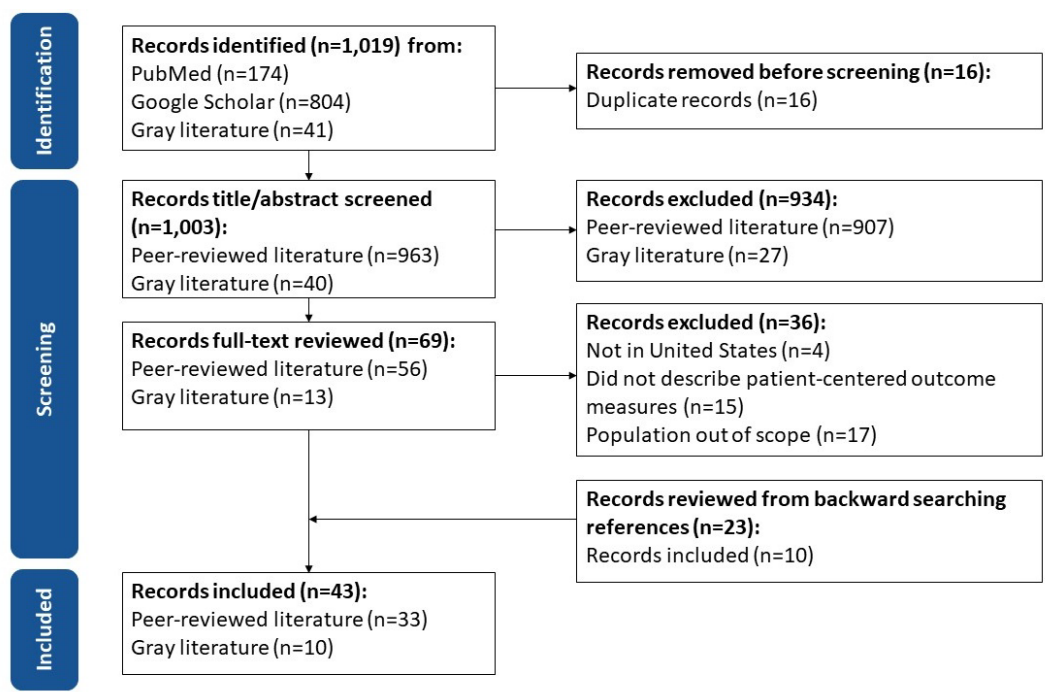 Identification
Records identified (n=1,019) from:
PubMed (n=174)
Google Scholar (n=804)
Gray literature (n=41)
Records removed before screening (n=16):
Duplicate records (n=16)
Screening
Records title/abstract screened
(n=1,003):
Peer-reviewed literature (n=963)
Gray literature (n=40)
Records excluded (n=934):
Peer-reviewed literature (n=907)
Gray literature (n=27)
Records full-text reviewed (n=69):
Peer-reviewed literature (n=56)
Gray literature (n=13)
Records excluded (n=36):
Not in United States (n=4)
Did not describe patient-centered outcome
measures (n=15)
Population out of scope (n=17)
Records reviewed from backward searching
references (n=23):
Records included (n=10)
Included
Records included (n=43):
Peer-reviewed literature (n=33)
Gray literature (n=10)